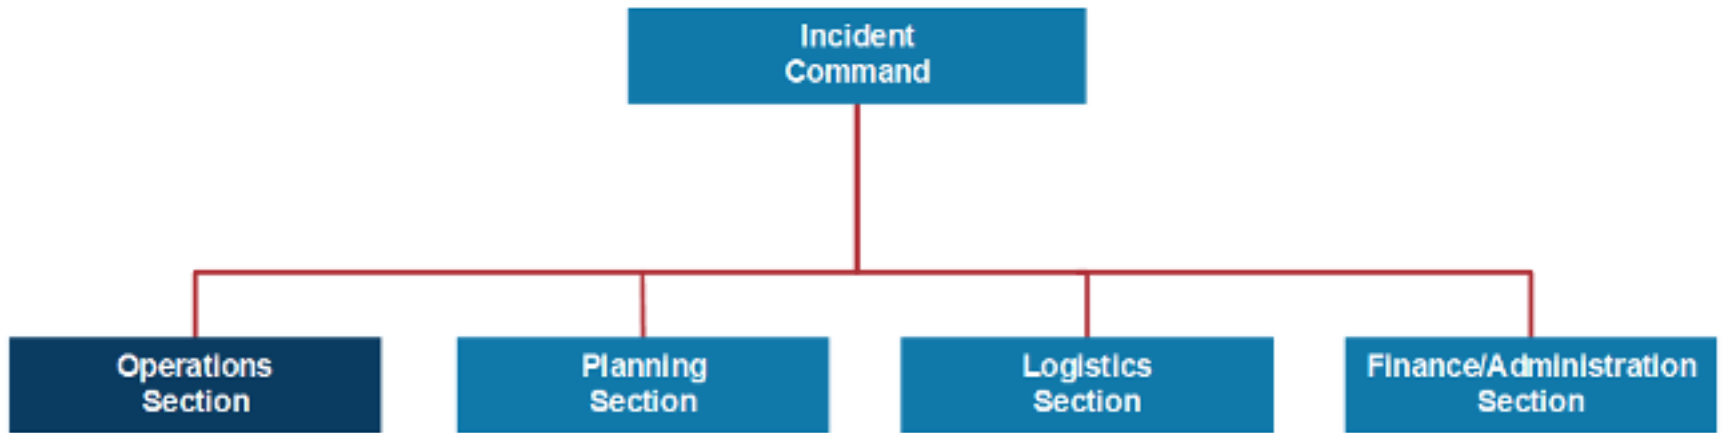 Incident
Command
Operations
Section
Planning
Section
Logistics
Section
Finance/Administration
Section